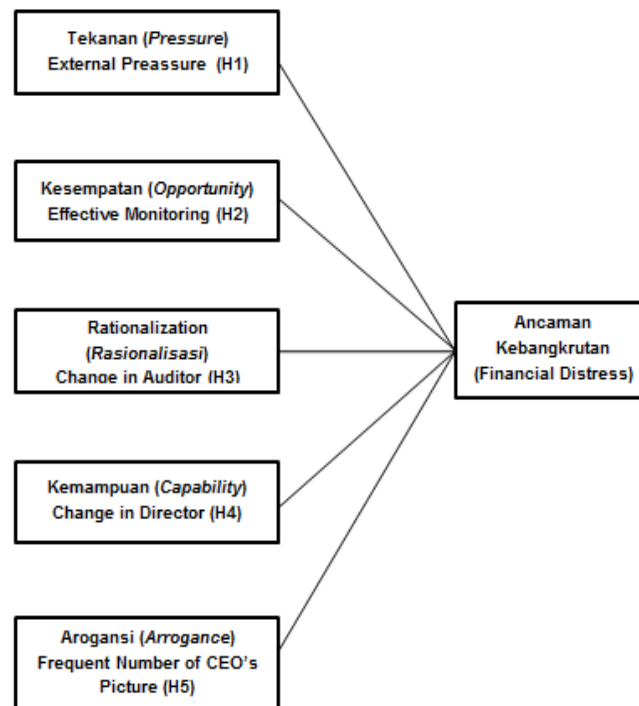 Tekanan (Pressure)
External Preassure (H1)
Kesempatan (Opportunity)
Effective Monitoring (H2)
Rationalization
(Rasionalisasi)
Change in Auditor (H3)
Ancaman
Kebangkrutan
(Financial Distress)
Kemampuan (Capability)
Change in Director (H4)
Arogansi (Arrogance)
Frequent Number of CEO's
Picture (H5)